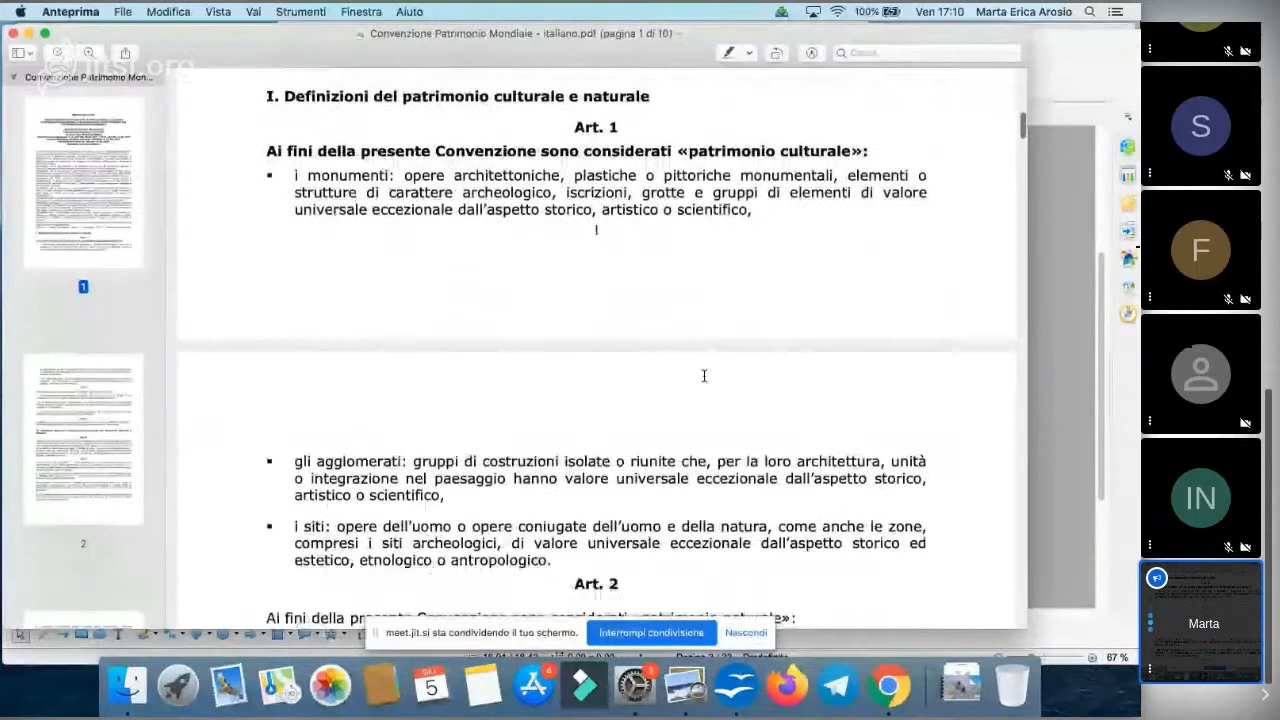 Anteprima File Modifica Vista Vai Strumenti Finestra Aiuto 100% Ven 17:10 Marta Erica Arosio
Convenzione Patrimonio Mondiale - italiano.pdf (pagina 1 di 10)
Convenzione Patrimonio Mon...
I. Definizioni del patrimonio culturale e naturale
Art. 1
Ai fini della presente Convenzione sono considerati «patrimonio culturale»:
▪ i monumenti: opere architettoniche, plastiche o pittoriche monumentali, elementi o
strutture di carattere archeologico, iscrizioni, grotte e gruppi di elementi di valore
universale eccezionale dall'aspetto storico, artistico o scientifico,
1
2
▪ gli agglomerati: gruppi di costruzioni isolate o riunite che, per la loro architettura, unità
o integrazione nel paesaggio hanno valore universale eccezionale dall'aspetto storico,
artistico o scientifico,
▪ i siti: opere dell'uomo o opere coniugate dell'uomo e della natura, come anche le zone,
compresi i siti archeologici, di valore universale eccezionale dall'aspetto storico ed
estetico, etnologico o antropologico.
Art. 2
Ai fini della
meet.jit.si sta condividendo il tuo schermo. Interrompi condivisione Nascondi
67 %
5
S
F
IN
Marta